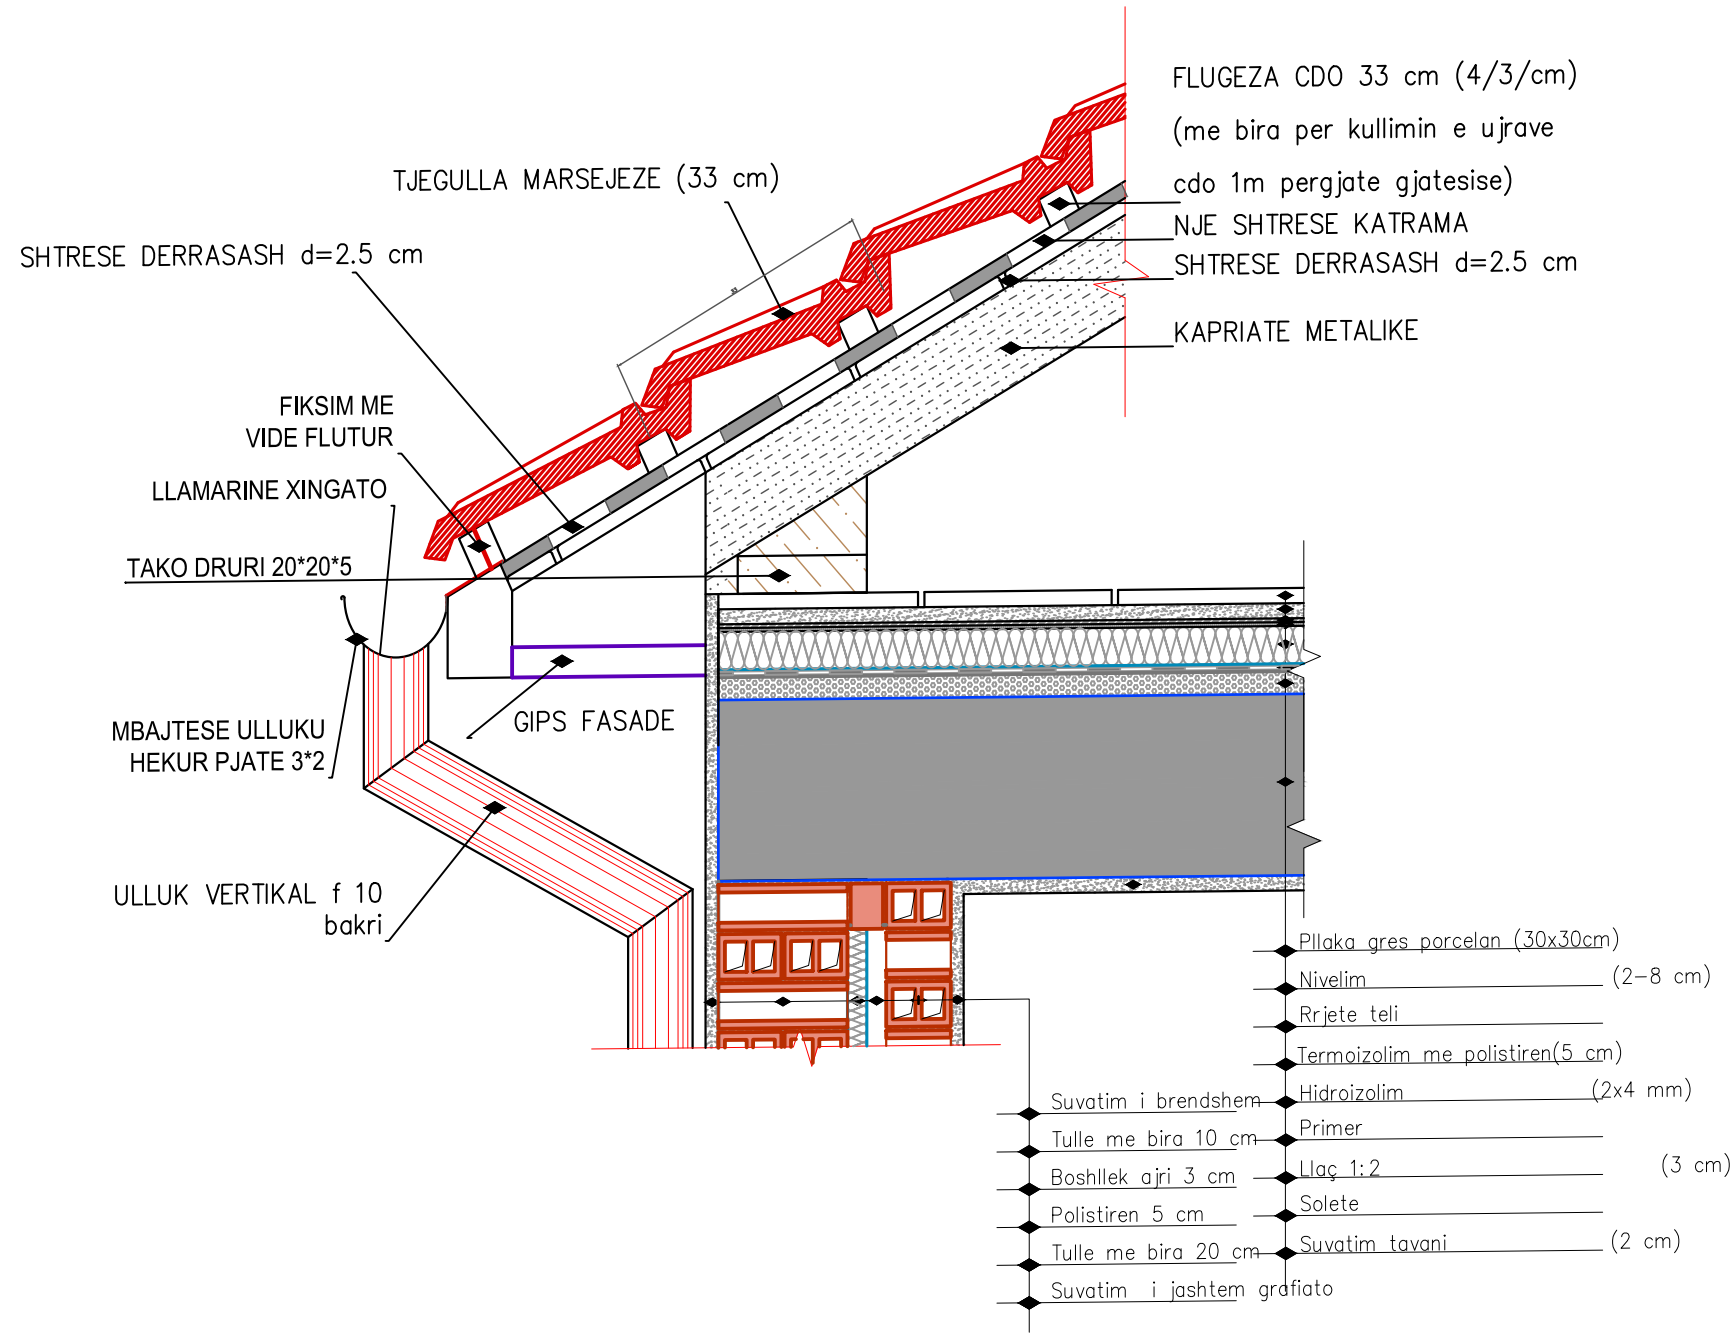 FLUGEZA CDO 33 cm (4/3/cm)
(me bira per kullimin e ujrave
cdo 1m pergjate gjatesise)
NJE SHTRESE KATRAMA
SHTRESE DERRASASH d=2.5 cm
KAPRIATE METALIKE
TJEGULLA MARSEJEZE (33 cm)
SHTRESE DERRASASH d=2.5 cm
FIKSIM ME
VIDE FLUTUR
LLAMARINE XINGATO
TAKO DRURI 20*20*5
GIPS FASADE
MBAJTESE ULLUKU
HEKUR PJATE 3*2
ULLUK VERTIKAL f 10
bakri
Pllaka gres porcelan (30x30cm)
Nivelim (2-8 cm)
Rrjete teli
Termoizolim me polistiren(5 cm)
Hidroizolim (2x4 mm)
Primer
Llaç 1:2 (3 cm)
Solete
Suvatim tavani (2 cm)
Suvatim i brendshem
Tulle me bira 10 cm
Boshllek ajri 3 cm
Polistiren 5 cm
Tulle me bira 20 cm
Suvatim i jashtem grafiato